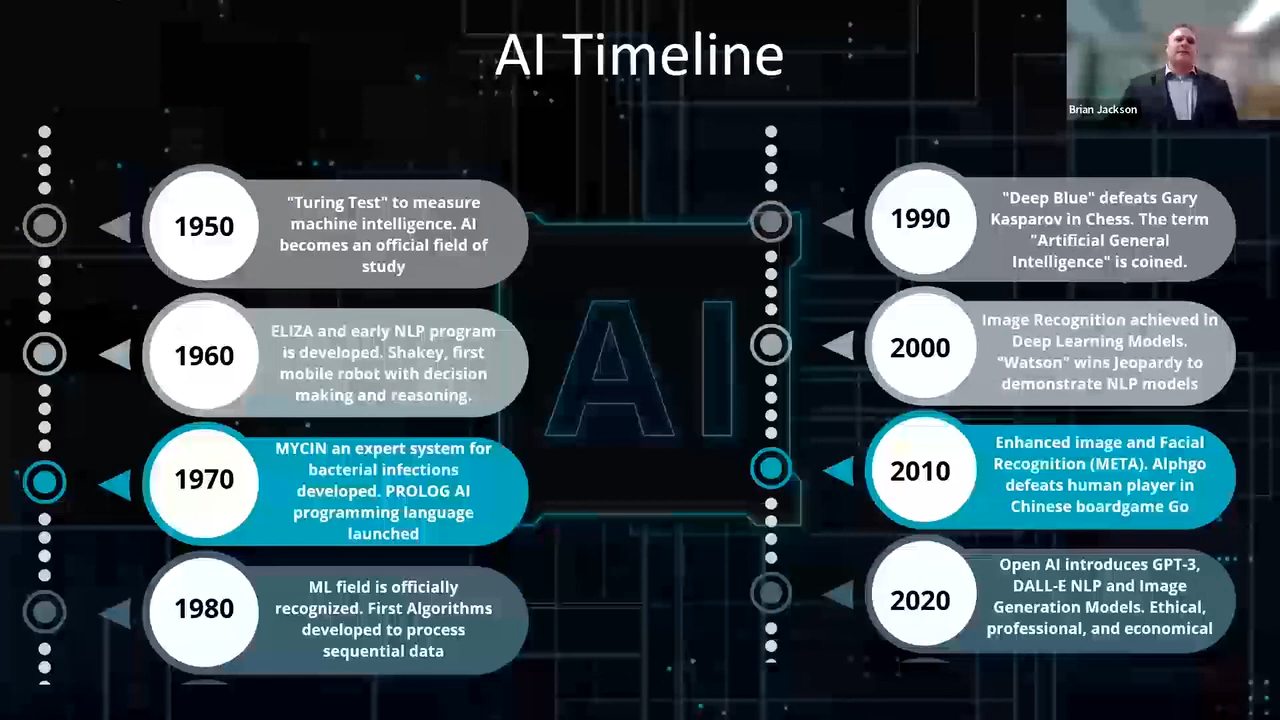 AI Timeline
Brian Jackson
1950
"Turing Test" to measure
machine intelligence. AI
becomes an official field of
study
1960
ELIZA and early NLP program
is developed. Shakey, first
mobile robot with decision
making and reasoning.
1970
MYCIN an expert system for
bacterial infections
developed. PROLOG AI
programming language
launched
1980
ML field is officially
recognized. First Algorithms
developed to process
sequential data
1990
"Deep Blue" defeats Gary
Kasparov in Chess. The term
"Artificial General
Intelligence" is coined.
2000
Image Recognition achieved in
Deep Learning Models.
"Watson" wins Jeopardy to
demonstrate NLP models
2010
Enhanced image and Facial
Recognition (META). Alphgo
defeats human player in
Chinese boardgame Go
2020
Open AI introduces GPT-3,
DALL-E NLP and Image
Generation Models. Ethical,
professional, and economical
AI